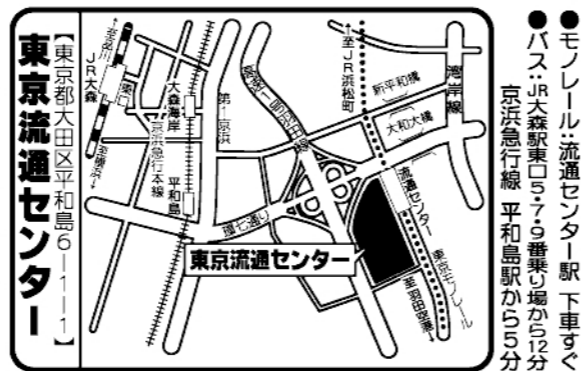 ●モノレール:流通センター駅 下車すぐ
●バス:JR大森駅東口5・7・9番乗り場から12分
京浜急行線 平和島駅から5分
湾岸線
新平和橋
大和大橋
↑至JR浜松町
流通センター
東京モノレール
至羽田空港↓
高速一号羽田線
第一京浜
環七通り
東京流通センター
大森海岸
京浜急行本線
平和島
↑至品川
JR大森
東口
至横浜↓
【東京都大田区平和島6―1―1】
東京流通センター